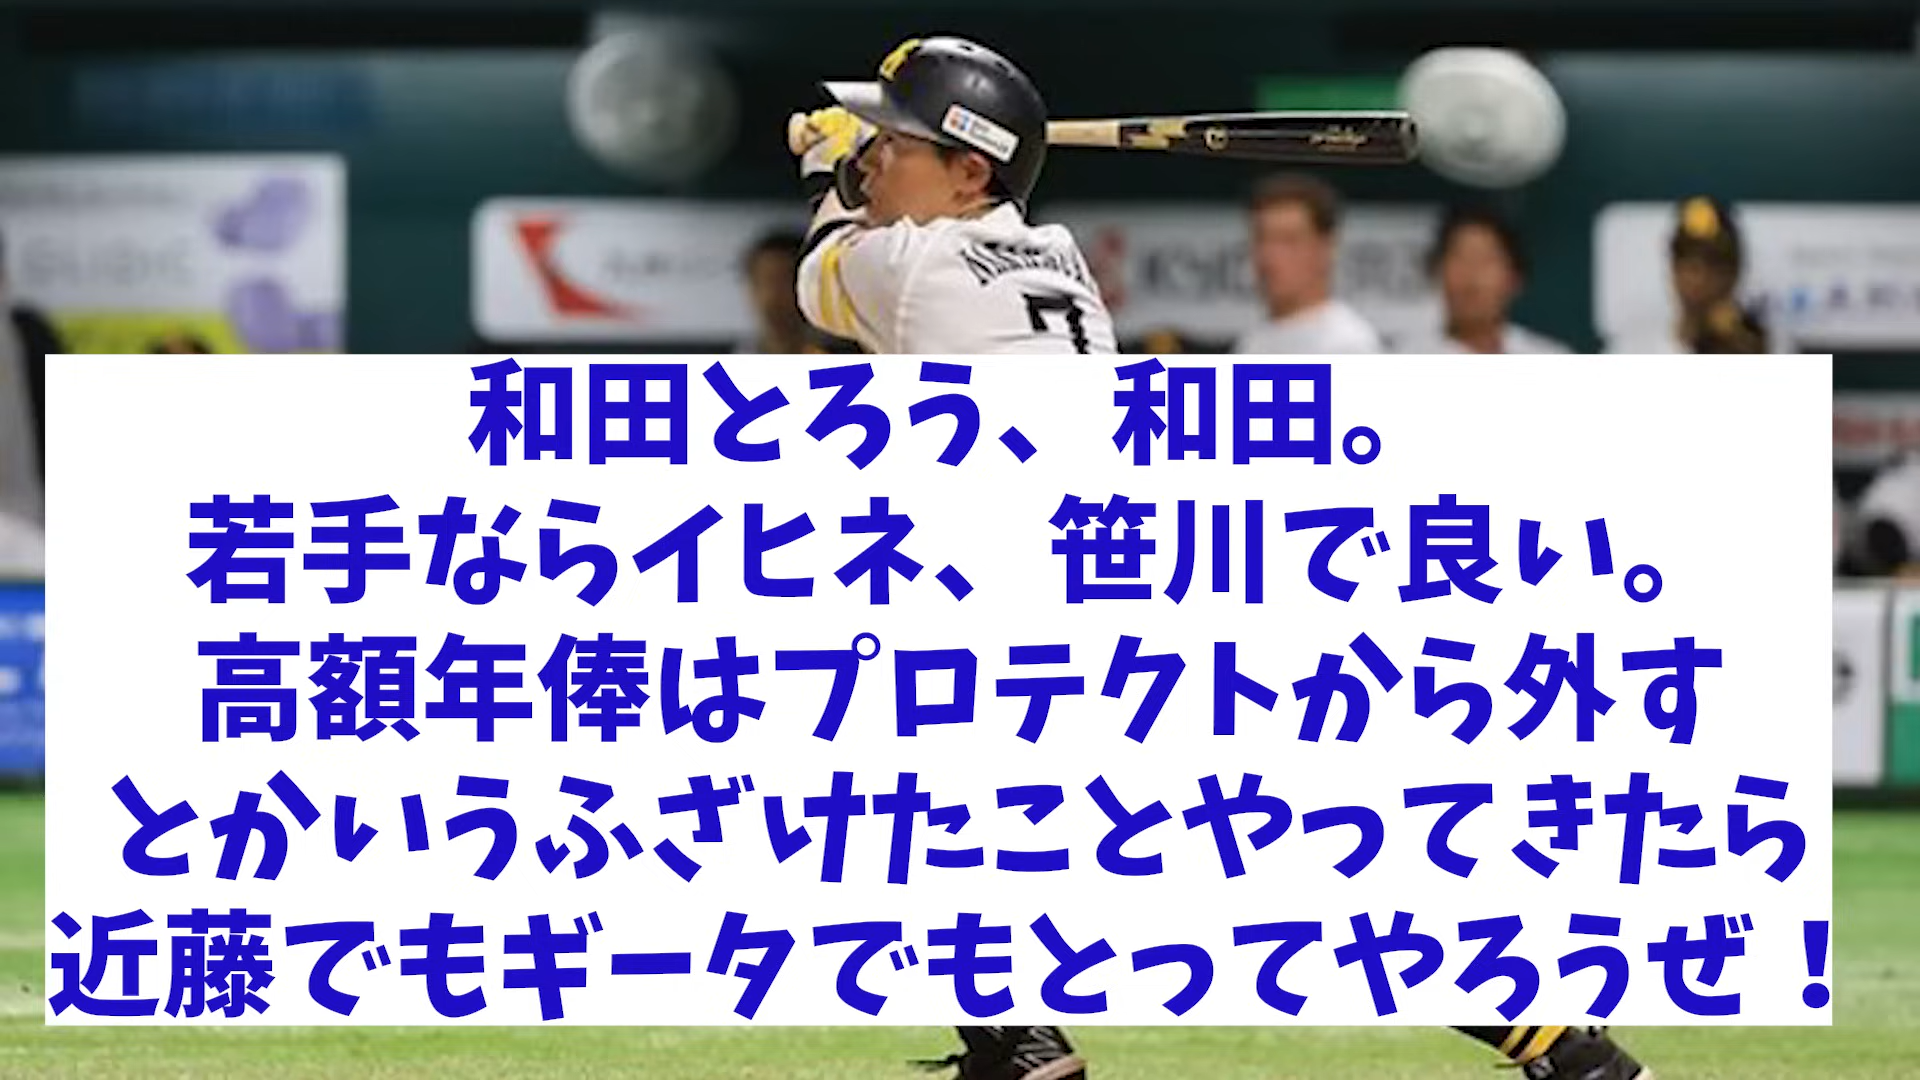 和田とろう、和田。
若手ならイヒネ、笹川で良い。
高額年俸はプロテクトから外す
とかいうふざけたことやってきたら
近藤でもギータでもとってやろうぜ！
7